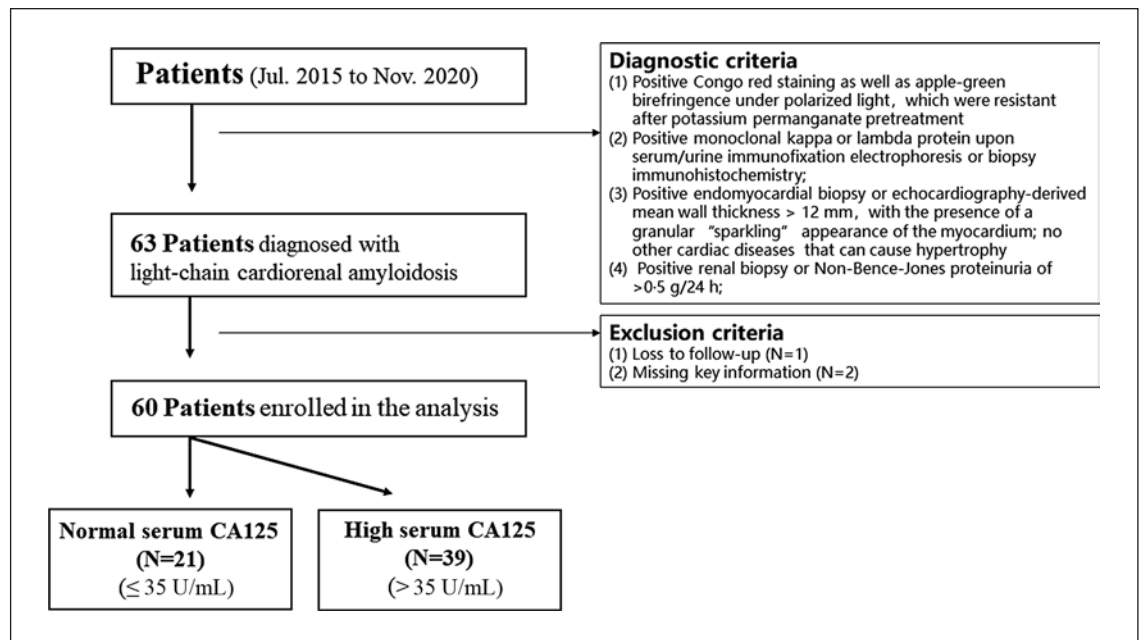 Patients (Jul. 2015 to Nov. 2020)
Diagnostic criteria
(1) Positive Congo red staining as well as apple-green
birefringence under polarized light, which were resistant
after potassium permanganate pretreatment
(2) Positive monoclonal kappa or lambda protein upon
serum/urine immunofixation electrophoresis or biopsy
immunohistochemistry;
(3) Positive endomyocardial biopsy or echocardiography-derived
mean wall thickness > 12 mm, with the presence of a
granular “sparkling” appearance of the myocardium; no
other cardiac diseases that can cause hypertrophy
(4) Positive renal biopsy or Non-Bence-Jones proteinuria of
>0·5 g/24 h;
63 Patients diagnosed with
light-chain cardiorenal amyloidosis
Exclusion criteria
(1) Loss to follow-up (N=1)
(2) Missing key information (N=2)
60 Patients enrolled in the analysis
Normal serum CA125
(N=21)
(≤ 35 U/mL)
High serum CA125
(N=39)
(> 35 U/mL)